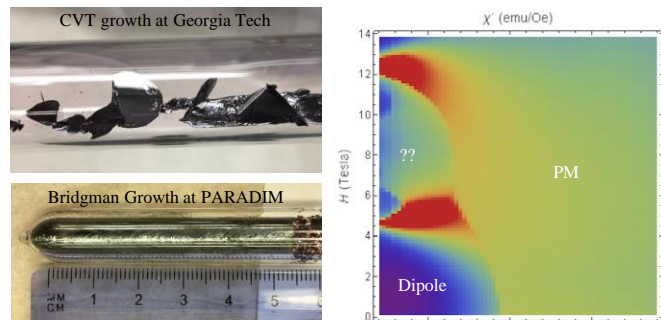 CVT growth at Georgia Tech
Bridgman Growth at PARADIM
MM
CM
1
2
3
4
5
χ' (emu/Oe)
H (Tesla)
14
12
10
8
6
4
2
0
??
PM
Dipole